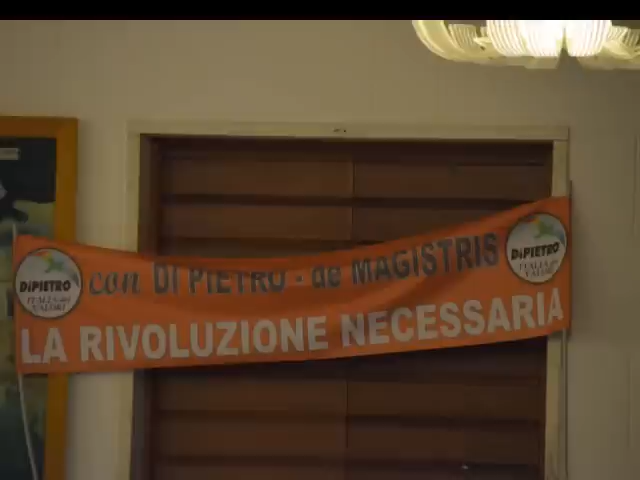 DiPIETRO
ITALIA dei
VALORI
con DI PIETRO - de MAGISTRIS
LA RIVOLUZIONE NECESSARIA
DiPIETRO
ITALIA dei
VALORI